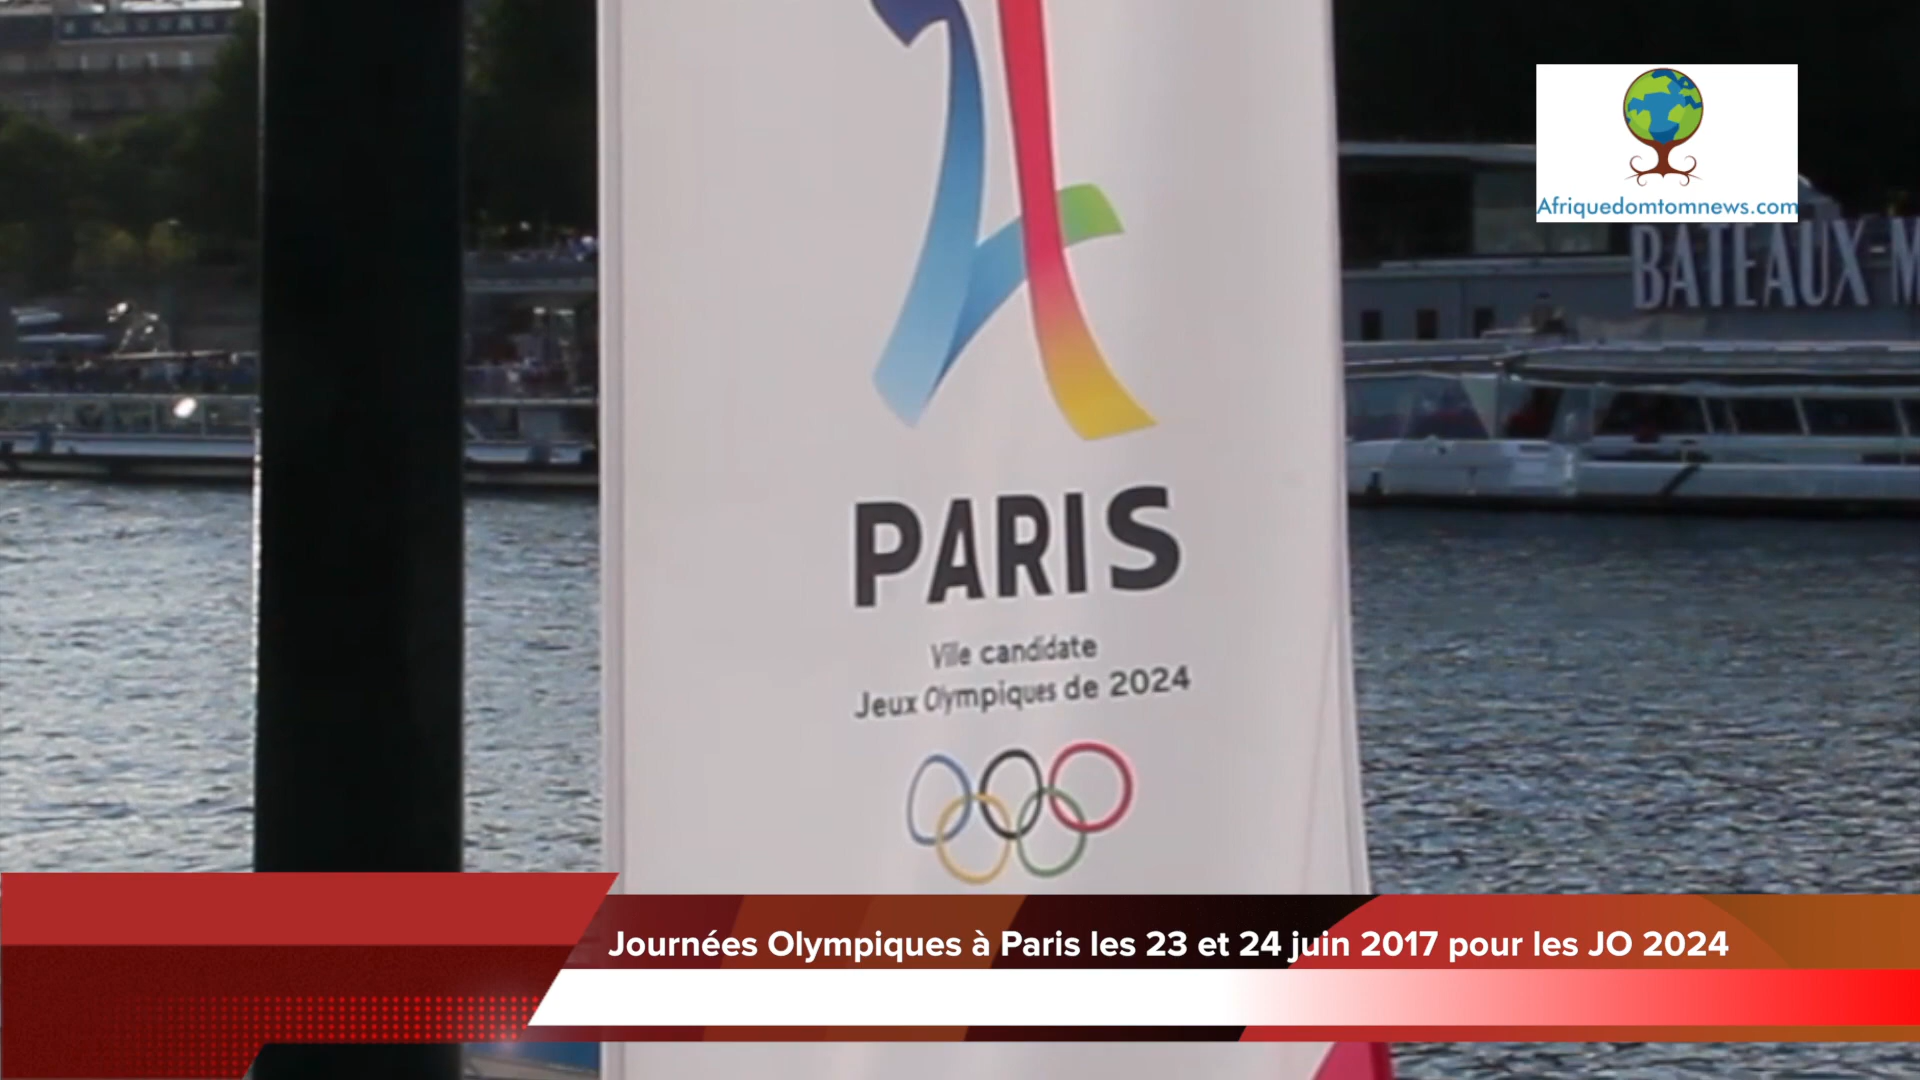 Afriquedomtomnews.com
BATEAUX
PARIS
Ville candidate
Jeux Olympiques de 2024
Journées Olympiques à Paris les 23 et 24 juin 2017 pour les JO 2024